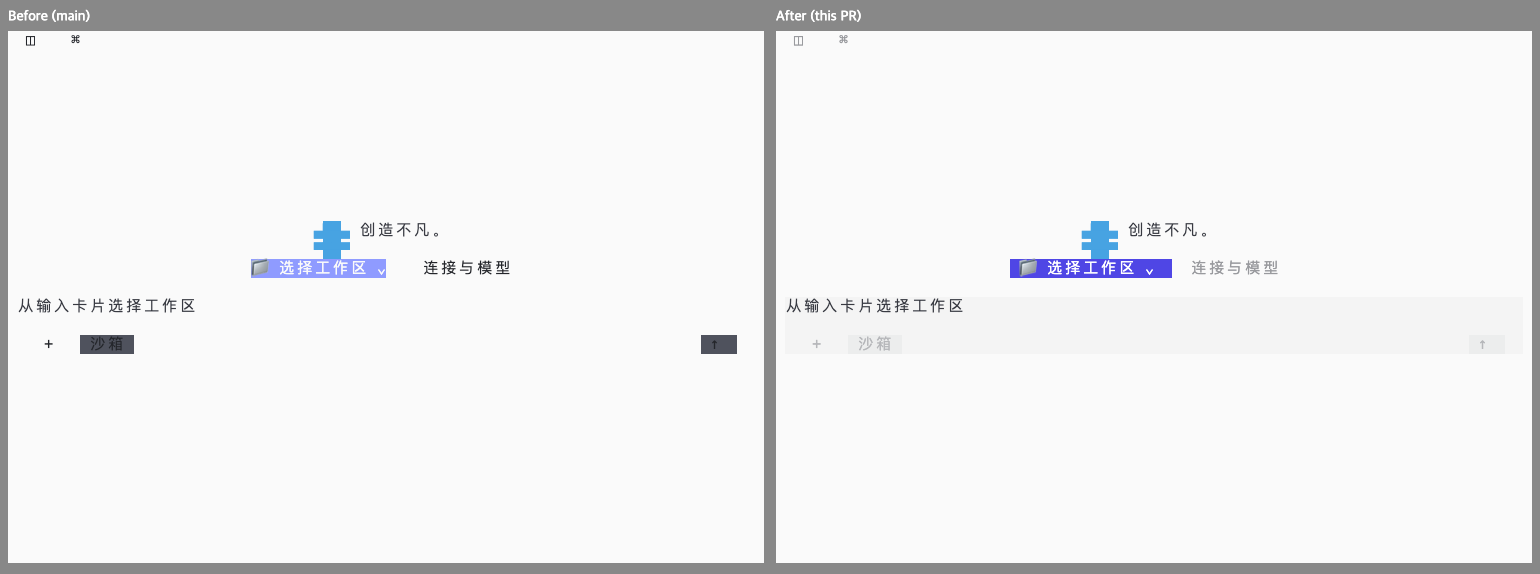 Before (main)
◫ ⌘
创造不凡。
选择工作区 ⌄ 连接与模型
从输入卡片选择工作区
+ 沙箱 ↑
After (this PR)
◫ ⌘
创造不凡。
选择工作区 ⌄ 连接与模型
从输入卡片选择工作区
+ 沙箱 ↑